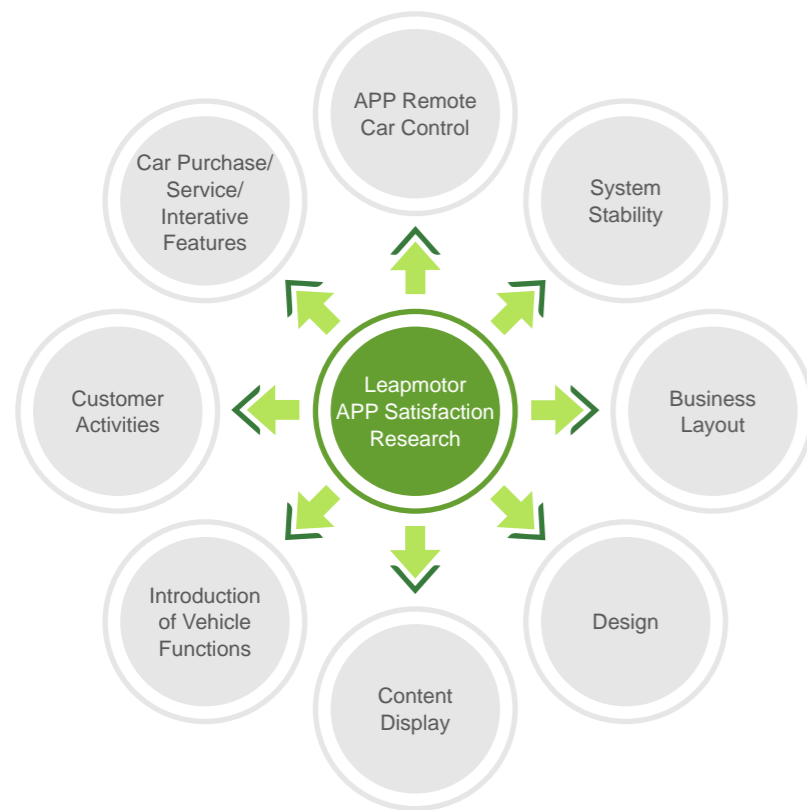 APP Remote
Car Control
System
Stability
Business
Layout
Design
Content
Display
Introduction
of Vehicle
Functions
Customer
Activities
Car Purchase/
Service/
Interative
Features
Leapmotor
APP Satisfaction
Research